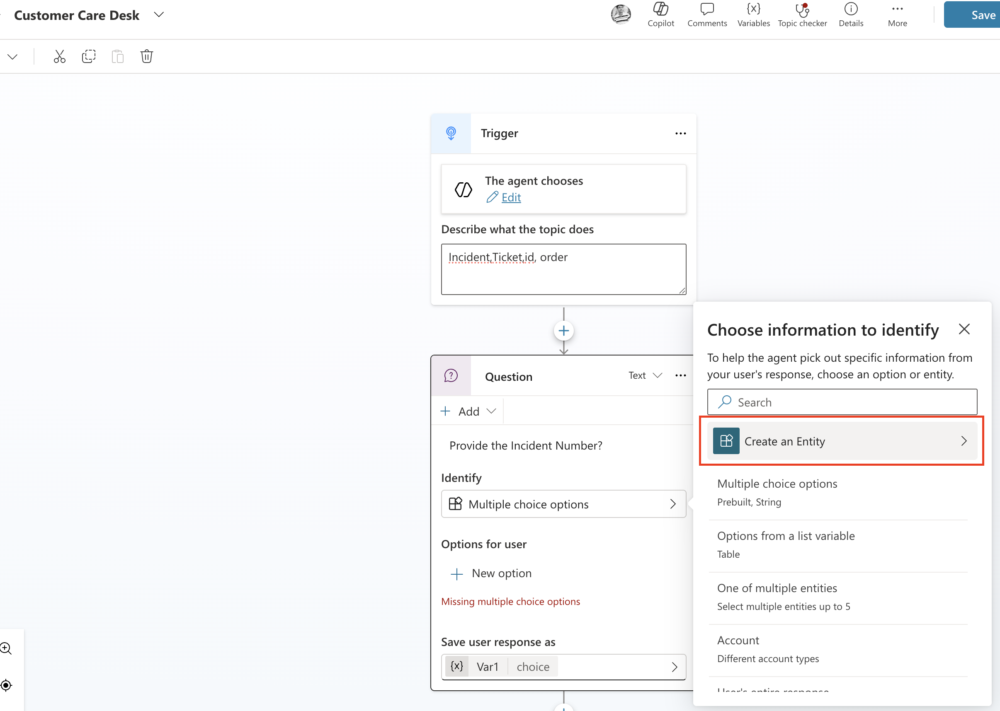 Customer Care Desk
Copilot
Comments
{x}
Variables
Topic checker
Details
More
Save
Trigger
The agent chooses
Edit
Describe what the topic does
Incident,Ticket,id, order
Question
Text
Add
Provide the Incident Number?
Identify
Multiple choice options
Options for user
New option
Missing multiple choice options
Save user response as
{x} Var1 choice
Choose information to identify
To help the agent pick out specific information from
your user's response, choose an option or entity.
Search
Create an Entity
Multiple choice options
Prebuilt, String
Options from a list variable
Table
One of multiple entities
Select multiple entities up to 5
Account
Different account types
User's entire response